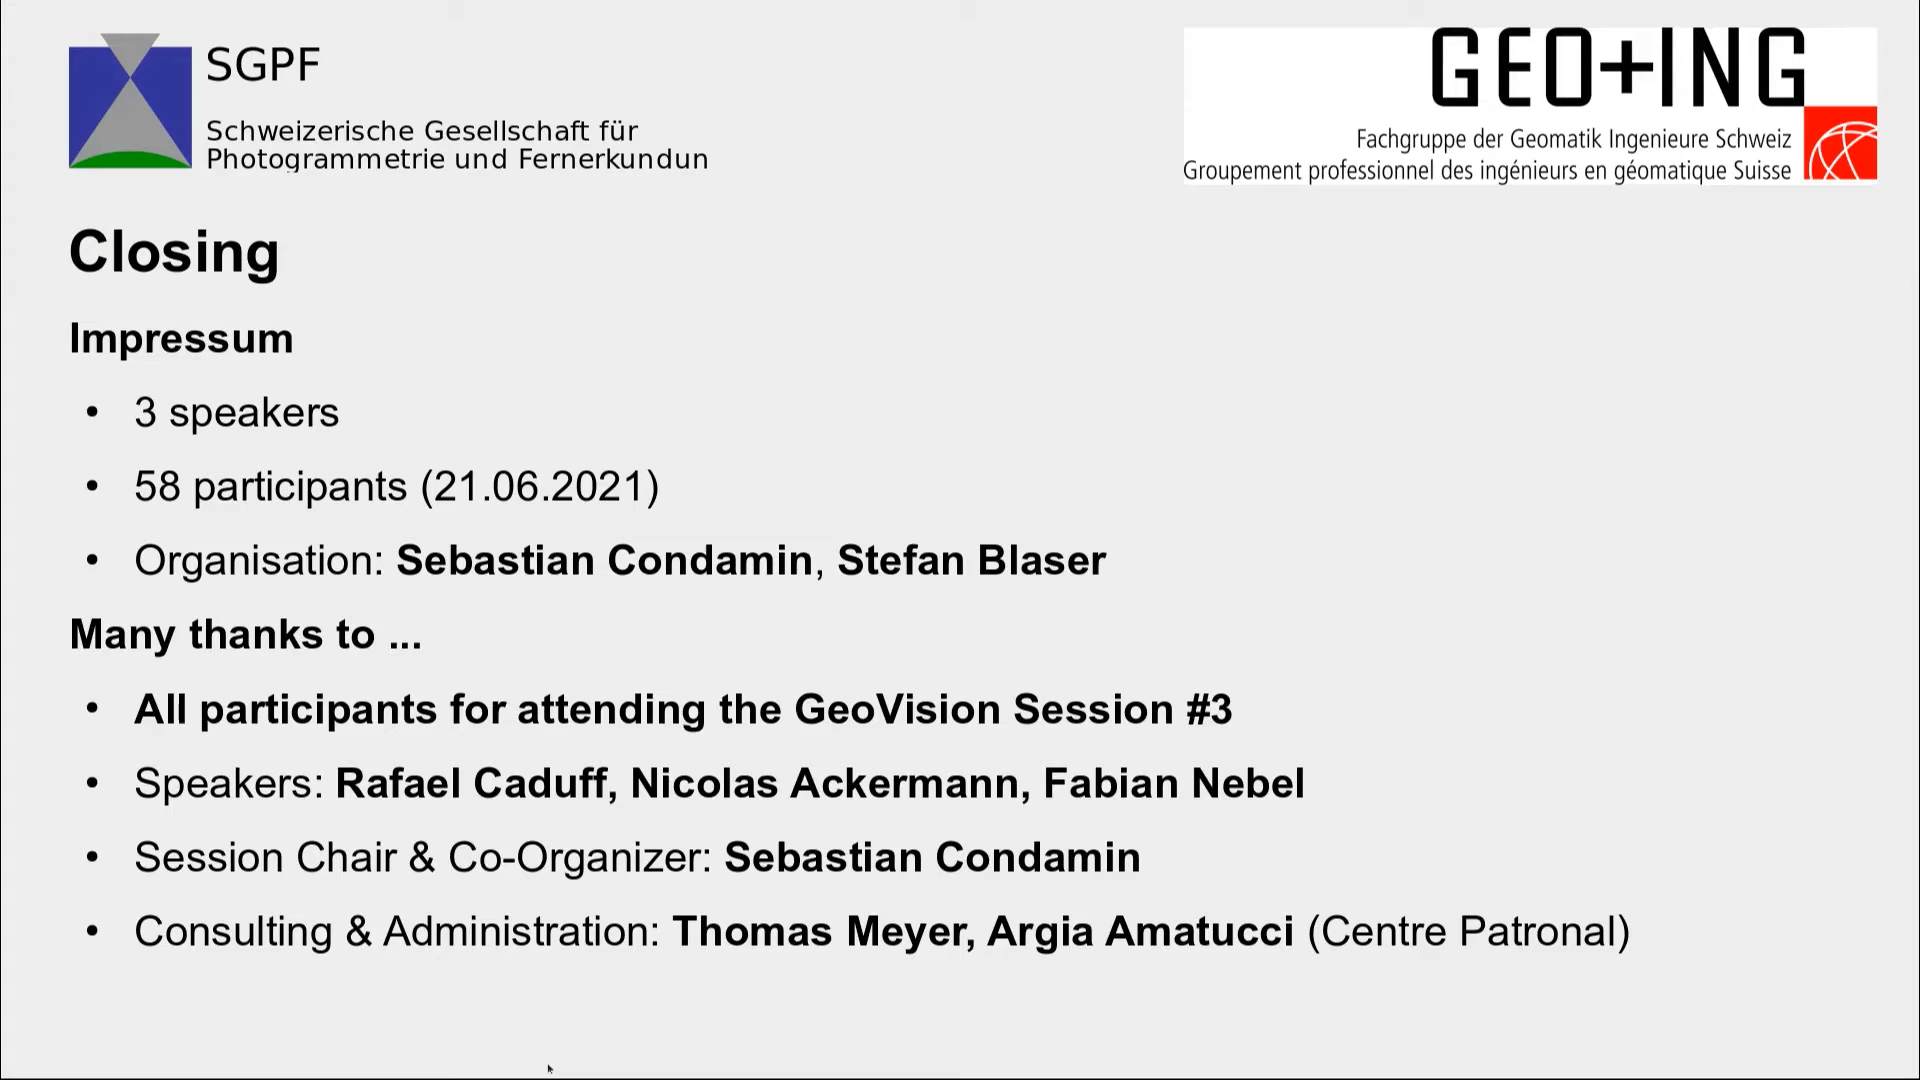 SGPF
Schweizerische Gesellschaft für
Photogrammetrie und Fernerkundun
GEO+ING
Fachgruppe der Geomatik Ingenieure Schweiz
Groupement professionnel des ingénieurs en géomatique Suisse
Closing
Impressum
• 3 speakers
• 58 participants (21.06.2021)
• Organisation: Sebastian Condamin, Stefan Blaser
Many thanks to ...
• All participants for attending the GeoVision Session #3
• Speakers: Rafael Caduff, Nicolas Ackermann, Fabian Nebel
• Session Chair & Co-Organizer: Sebastian Condamin
• Consulting & Administration: Thomas Meyer, Argia Amatucci (Centre Patronal)